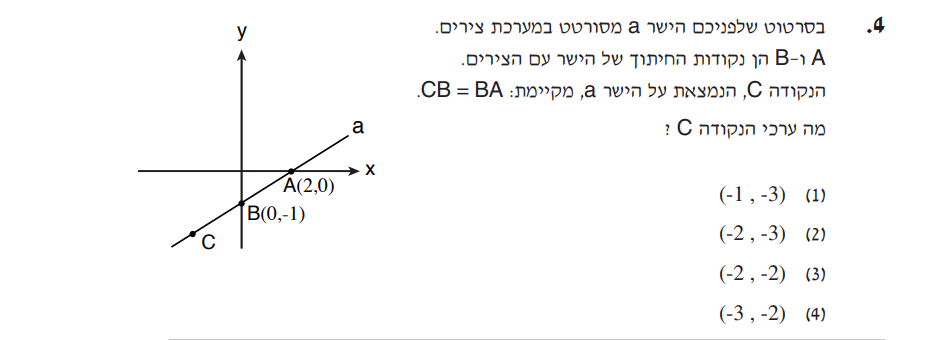 4. בסרטוט שלפניכם הישר a מסורטט במערכת צירים.
A ו-B הן נקודות החיתוך של הישר עם הצירים.
הנקודה C, הנמצאת על הישר a, מקיימת: CB = BA.
מה ערכי הנקודה C ?
(1) (-1 , -3)
(2) (-2 , -3)
(3) (-2 , -2)
(4) (-3 , -2)
y
a
x
A(2,0)
B(0,-1)
C